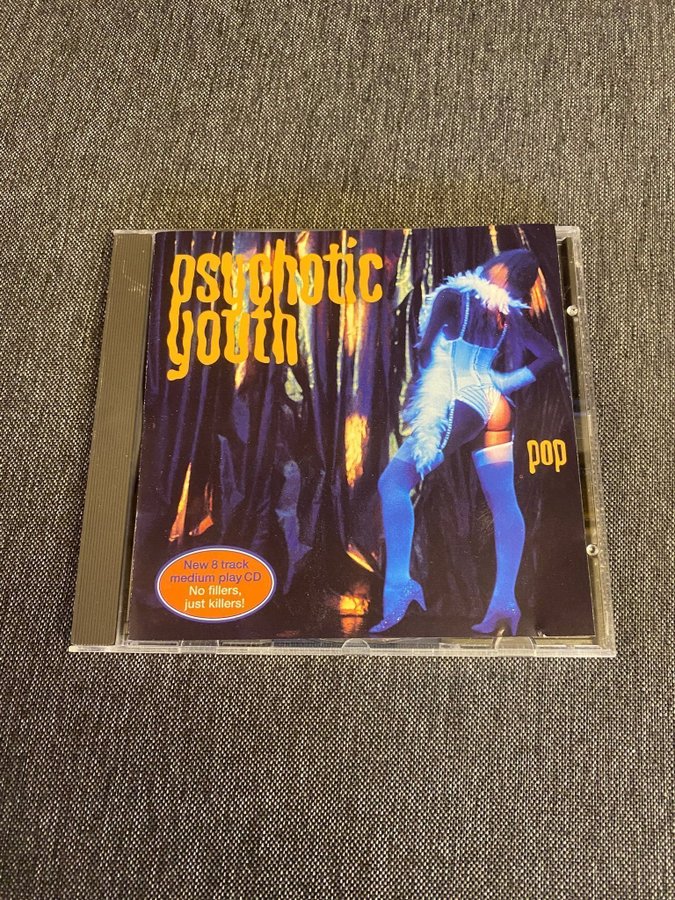 psychotic
youth
pop
New 8 track
medium play CD
No fillers,
just killers!